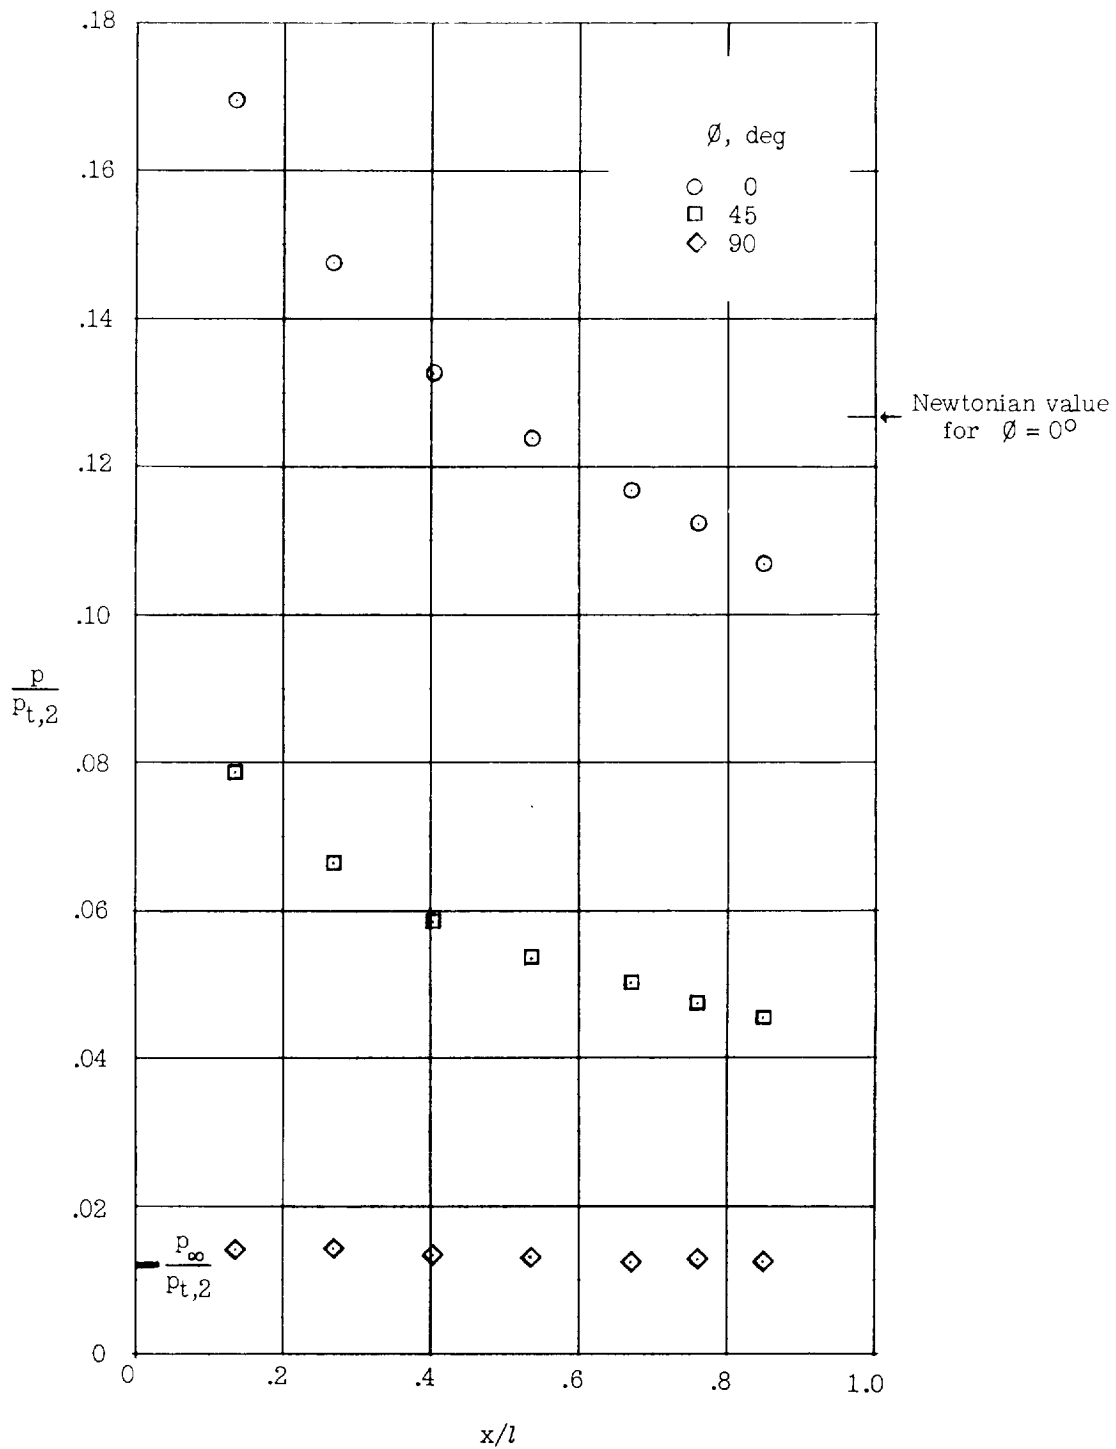 .18
Ø, deg
.16
0
45
90
.14
Newtonian value
for Ø = 0°
.12
.10
p
p_{t,2}
.08
.06
.04
.02
p_∞
p_{t,2}
0
0 .2 .4 .6 .8 1.0
x/l